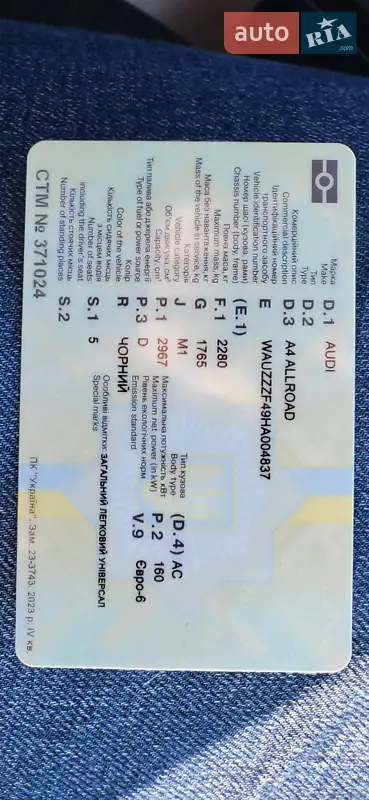 auto RIA.com
Марка
Make D.1 AUDI
Тип
Type D.2
Комерційний опис
Commercial description D.3 A4 ALLROAD
Ідентифікаційний номер
транспортного засобу
Vehicle identification number E WAUZZZF49HA004837
Номер шасі (кузова, рами)
Chassis number (body, frame) (E.1)
Повна маса, кг
Maximum mass, kg F.1 2280
Маса без навантаження, кг
Mass of the vehicle in service, kg G 1765
Категорія
Vehicle category J M1
Тип кузова
Body type (D.4) AC
Об'єм двигуна, см³
Capacity, cm³ P.1 2967
Максимальна потужність кВт
Maximum net power (in kW) P.2 160
Тип палива або джерела енергії
Type of fuel or power source P.3 D
Рівень екологічних норм
Emission standard V.9 Євро-6
Колір
Color of the vehicle R ЧОРНИЙ
Кількість сидячих місць
з місцем водія
Number of seats
including the driver's seat S.1 5
Особливі відмітки: ЗАГАЛЬНИЙ ЛЕГКОВИЙ УНІВЕРСАЛ
Special marks
Кількість стоячих місць
Number of standing places S.2
СТМ № 371024
ПК "Україна". Зам. 23-3743. 2023 р. IV кв.